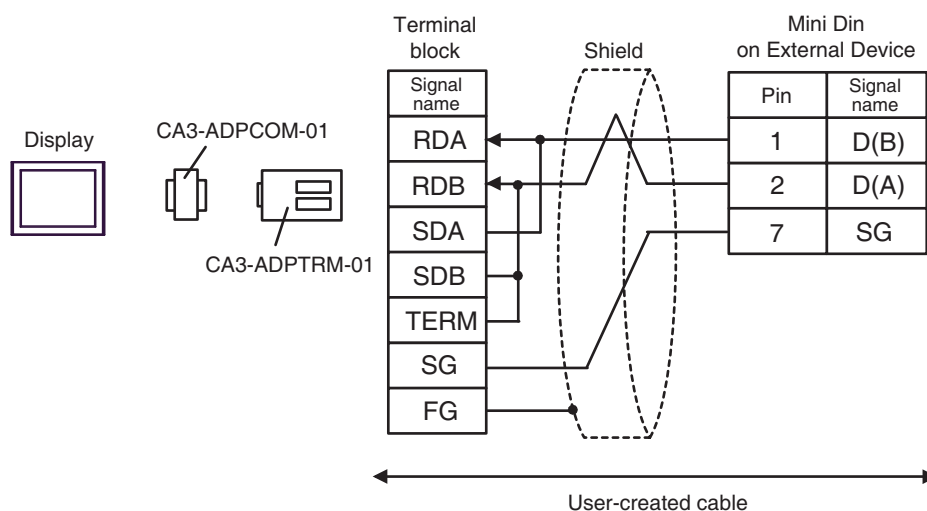 Terminal
block
Shield
Mini Din
on External Device
Display
CA3-ADPCOM-01
CA3-ADPTRM-01
Signal
name
RDA
RDB
SDA
SDB
TERM
SG
FG
Pin
Signal
name
1
D(B)
2
D(A)
7
SG
User-created cable